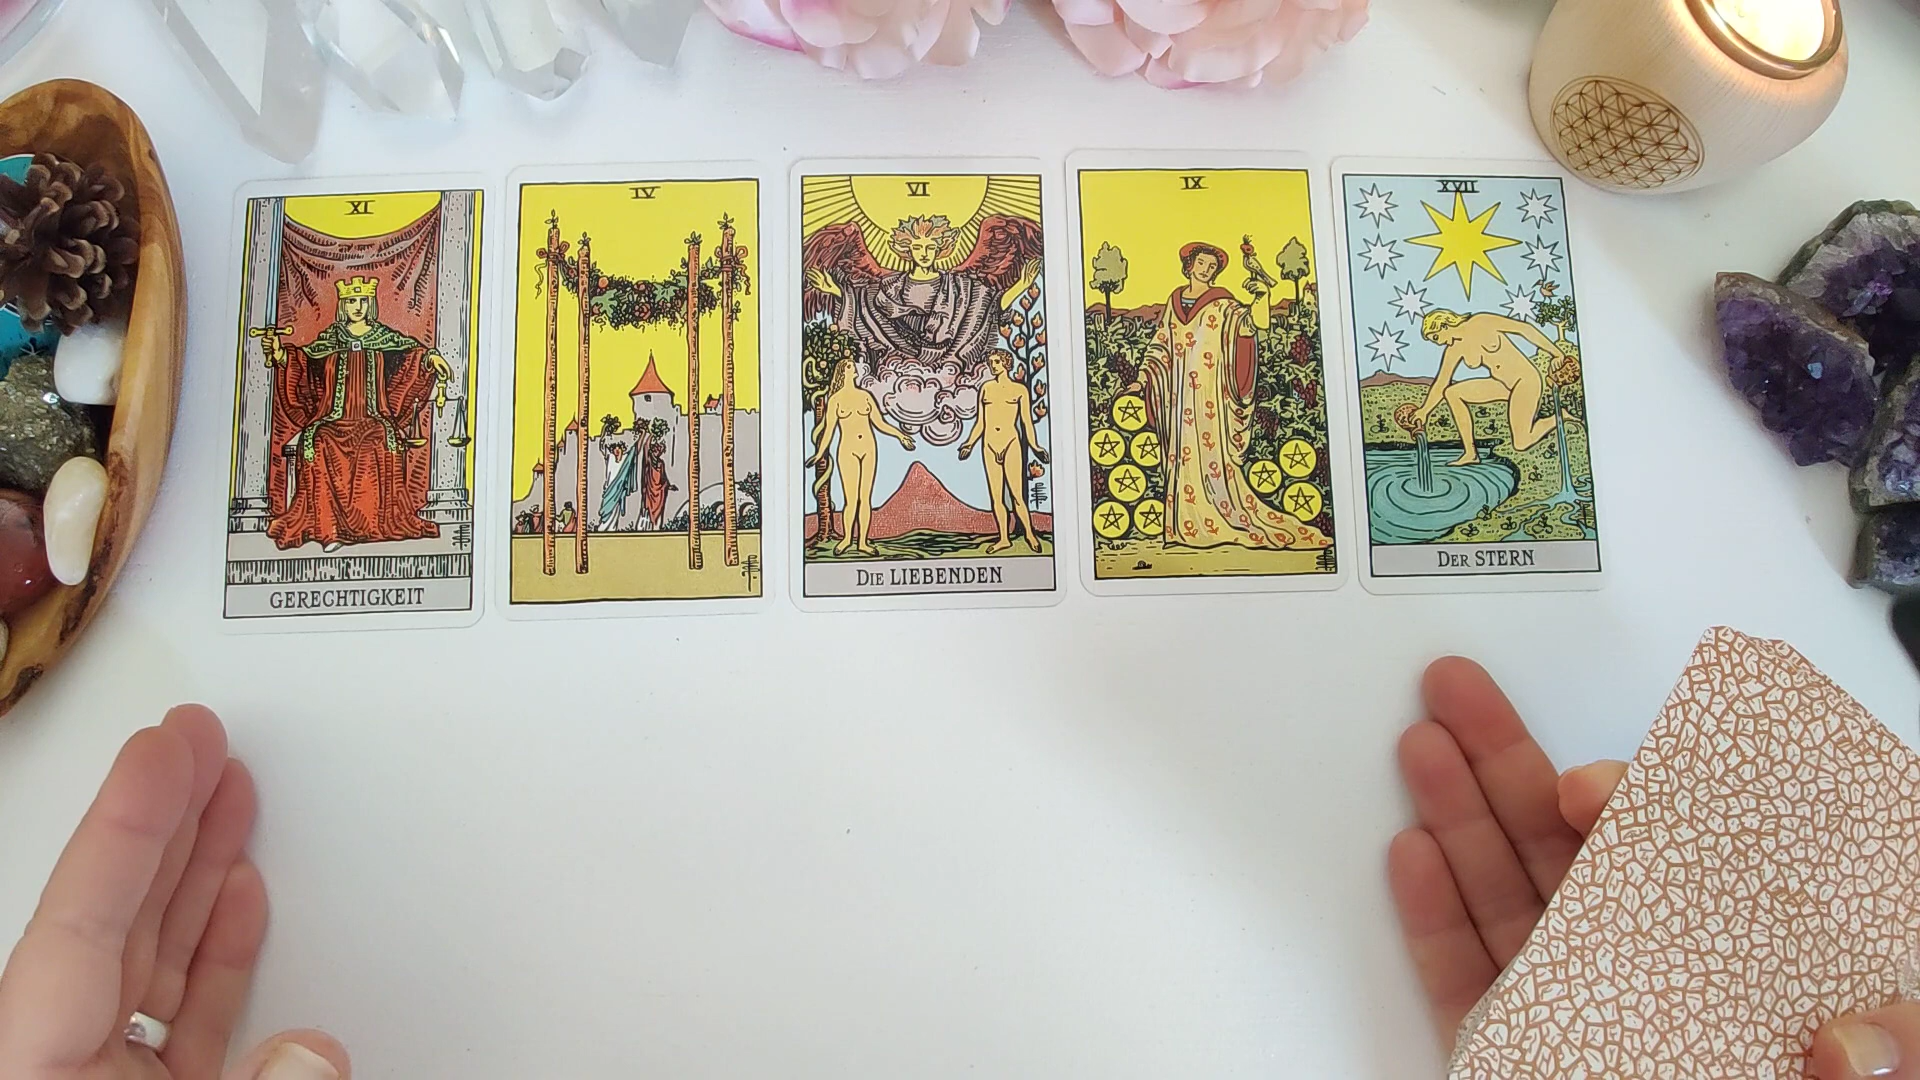 XI
GERECHTIGKEIT
IV
VI
DIE LIEBENDEN
IX
XVII
DER STERN